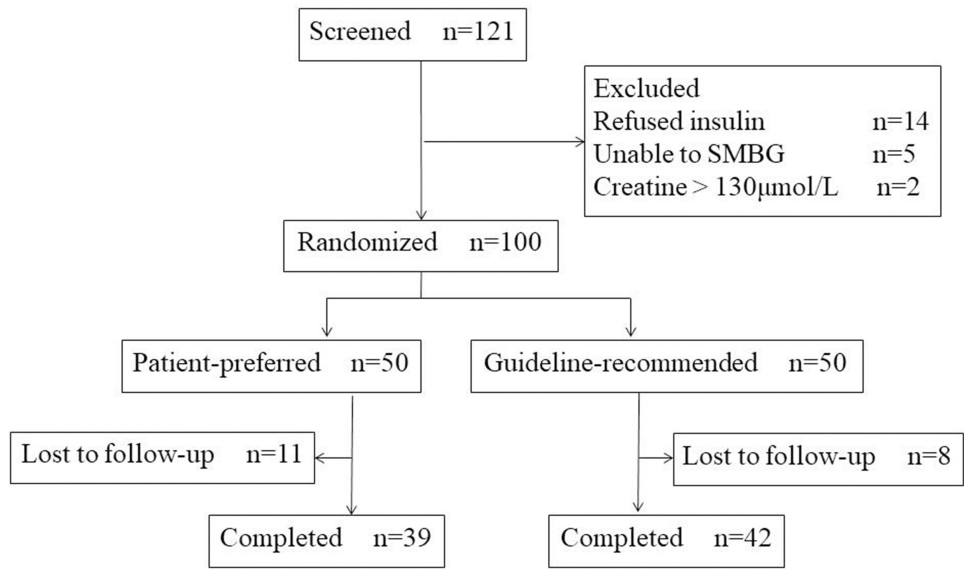 Screened n=121
Excluded
Refused insulin n=14
Unable to SMBG n=5
Creatine > 130μmol/L n=2
Randomized n=100
Patient-preferred n=50
Guideline-recommended n=50
Lost to follow-up n=11
Lost to follow-up n=8
Completed n=39
Completed n=42